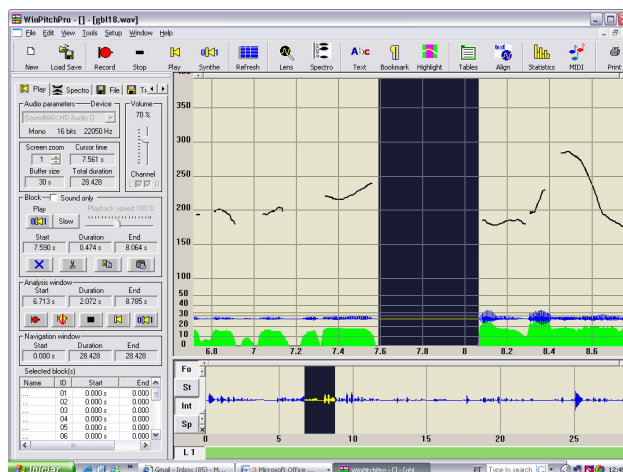 WinPitchPro - [] - [gbl18.wav]
File Edit View Tools Setup Window Help
New Load Save Record Stop Play Synthe Refresh Lens Spectro Text Bookmark Highlight Tables Align Statistics MIDI Print
Play Spectro File
Audio parameters Device Volume
SoundMAX HD Audio O 70 %
Mono 16 bits 22050 Hz
Screen zoom Cursor time
1 7.561 s
Buffer size Total duration Channel
30 s 28.428 L R
Block Sound only
Play Playback speed 100 %
Slow
Start Duration End
7.590 s 0.474 s 8.064 s
Analysis window
Start Duration End
6.713 s 2.072 s 8.785 s
Navigation window
Start Duration End
0.000 s 28.428 28.428
Selected block(s)
Name ID Start End
... 01 0.000 s 0.000
... 02 0.000 s 0.000
... 03 0.000 s 0.000
... 04 0.000 s 0.000
... 05 0.000 s 0.000
... 06 0.000 s 0.000
400
350
300
250
200
150
100
50
40
30
20
10
0
6.8 7 7.2 7.4 7.6 7.8 8 8.2 8.4 8.6
Fo
St
Int
Sp
0 5 10 15 20 25
L 1
Iniciar Gmail - Inbox (85) - M... 3 Microsoft Office ... WinPitchPro - [] - [gbl... PT Type to search 12:45